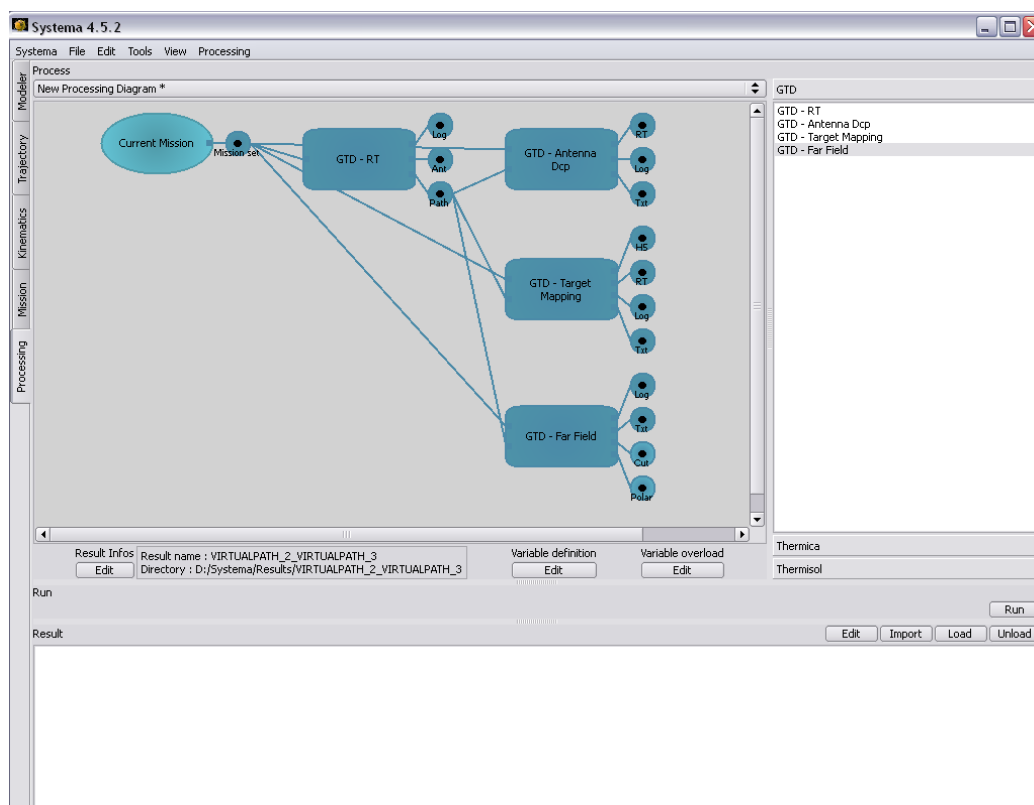 Systema 4.5.2
Systema File Edit Tools View Processing
Modeler
Trajectory
Kinematics
Mission
Processing
Process
New Processing Diagram *
Current Mission
Mission set
GTD - RT
Log
Ant
Path
GTD - Antenna
Dcp
RT
Log
Txt
GTD - Target
Mapping
H5
RT
Log
Txt
GTD - Far Field
Log
Txt
Cut
Polar
GTD
GTD - RT
GTD - Antenna Dcp
GTD - Target Mapping
GTD - Far Field
Thermica
Thermisol
Result Infos
Edit
Result name : VIRTUALPATH_2_VIRTUALPATH_3
Directory : D:/Systema/Results/VIRTUALPATH_2_VIRTUALPATH_3
Variable definition
Edit
Variable overload
Edit
Run
Run
Result
Edit Import Load Unload